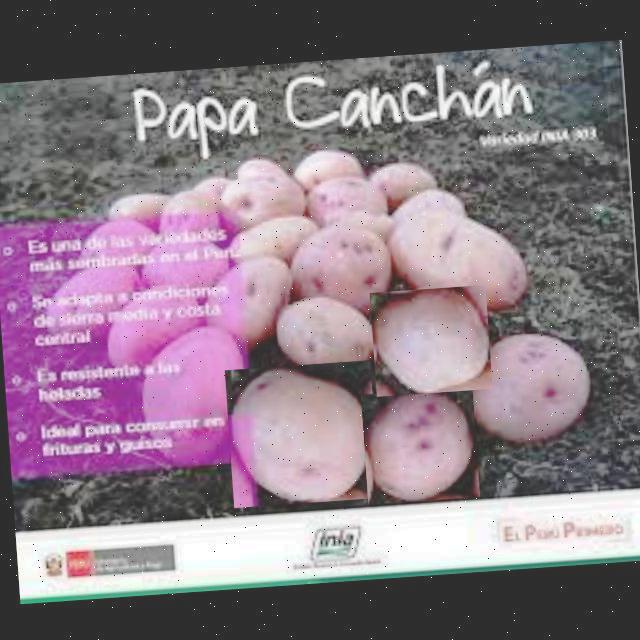 Papa Canchán
Variedad INIA 303
Es una de las variedades
más sembradas en el Perú
Se adapta a condiciones
de sierra media y costa
central
Es resistente a las
heladas
Ideal para consumir en
frituras y guisos
PERÚ
inia
EL PERÚ PRIMERO